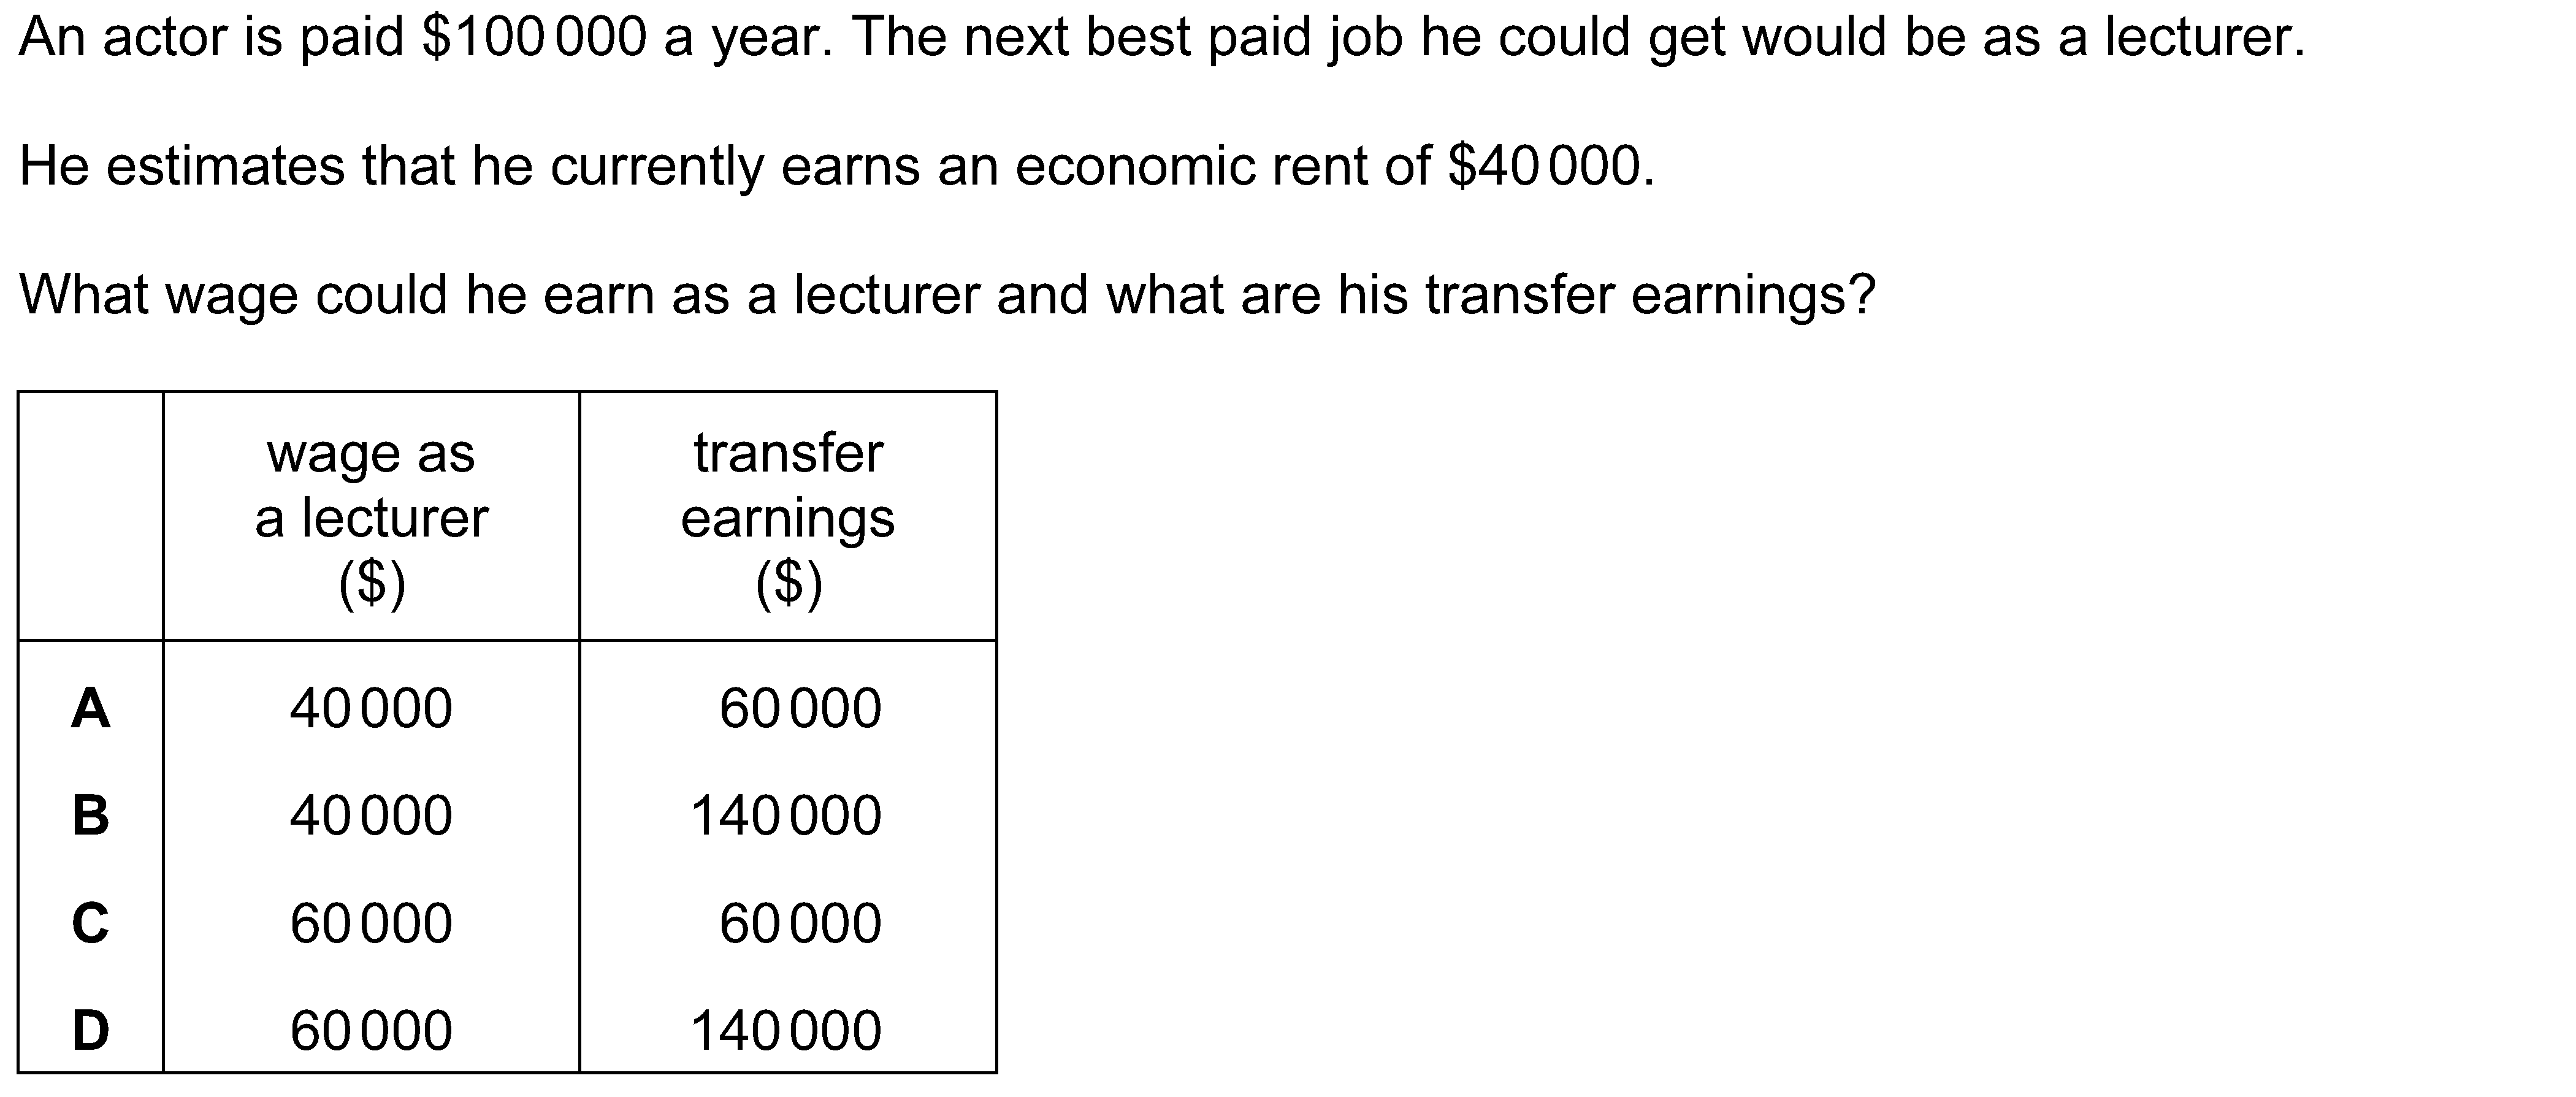 An actor is paid $100 000 a year. The next best paid job he could get would be as a lecturer.
He estimates that he currently earns an economic rent of $40 000.
What wage could he earn as a lecturer and what are his transfer earnings?
wage as a lecturer ($) transfer earnings ($)
A 40 000 60 000
B 40 000 140 000
C 60 000 60 000
D 60 000 140 000